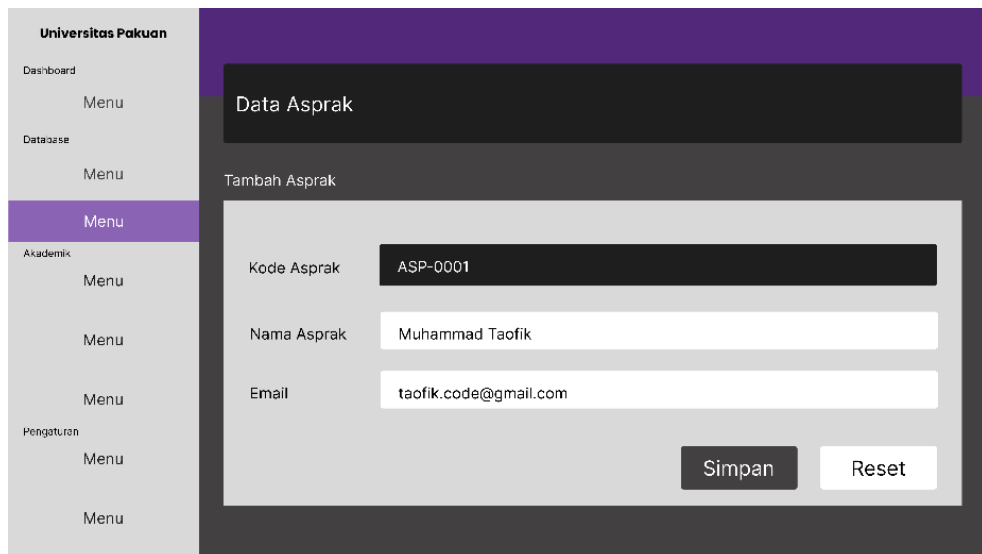 Universitas Pakuan
Dashboard
Menu
Database
Menu
Menu
Akademik
Menu
Menu
Menu
Pengaturan
Menu
Menu
Data Asprak
Tambah Asprak
Kode Asprak ASP-0001
Nama Asprak Muhammad Taofik
Email taofik.code@gmail.com
Simpan Reset